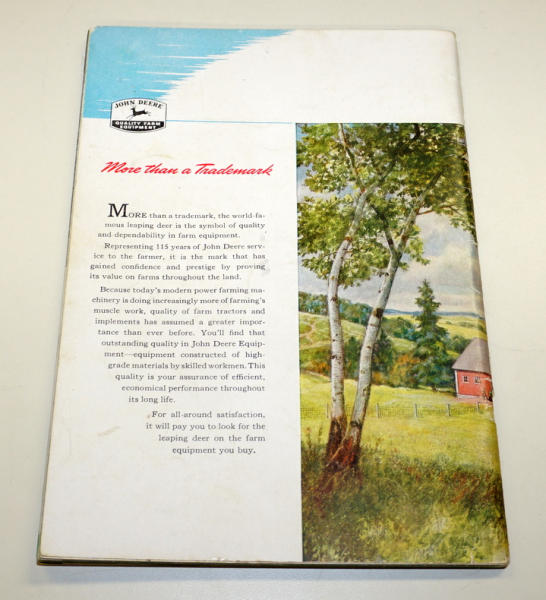 JOHN DEERE
QUALITY FARM
EQUIPMENT
More than a Trademark
MORE than a trademark, the world-fa-
mous leaping deer is the symbol of quality
and dependability in farm equipment.
Representing 115 years of John Deere serv-
ice to the farmer, it is the mark that has
gained confidence and prestige by proving
its value on farms throughout the land.
Because today's modern power farming ma-
chinery is doing increasingly more of farming's
muscle work, quality of farm tractors and
implements has assumed a greater impor-
tance than ever before. You'll find that
outstanding quality in John Deere Equip-
ment—equipment constructed of high-
grade materials by skilled workmen. This
quality is your assurance of efficient,
economical performance throughout
its long life.
For all-around satisfaction,
it will pay you to look for the
leaping deer on the farm
equipment you buy.